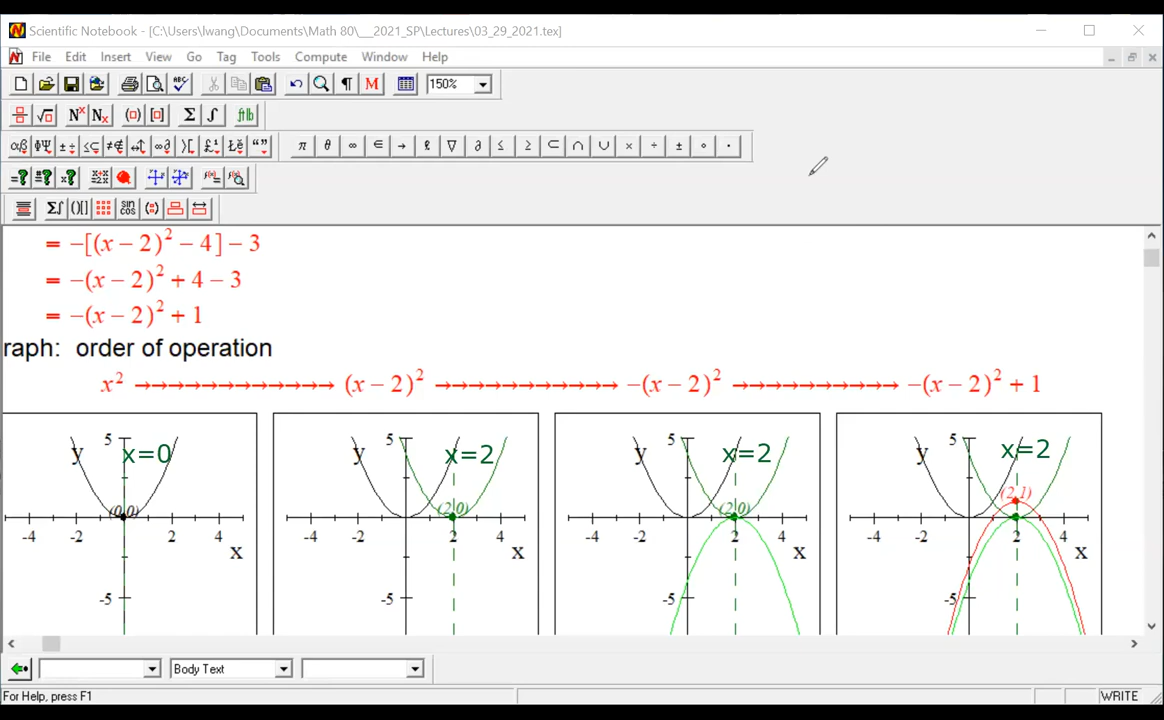 Scientific Notebook - [C:\Users\lwang\Documents\Math 80\__2021_SP\Lectures\03_29_2021.tex]
File Edit Insert View Go Tag Tools Compute Window Help
150%
π θ ∞ ∈ → ℓ ∇ ∂ ≤ ≥ ⊂ ∩ ∪ × ÷ ± ∘ ·
= −[(x − 2)² − 4] − 3
= −(x − 2)² + 4 − 3
= −(x − 2)² + 1
raph: order of operation
x² →→→→→→→→→→→→ (x − 2)² →→→→→→→→→→→ −(x − 2)² →→→→→→→→→→ −(x − 2)² + 1
y 5 x=0
(0,0)
-4 -2 2 4
x
-5
y 5 x=2
(2,0)
-4 -2 2 4
x
-5
y 5 x=2
(2,0)
-4 -2 2 4
x
-5
y 5 x=2
(2,1)
-4 -2 2 4
x
-5
Body Text
For Help, press F1 WRITE